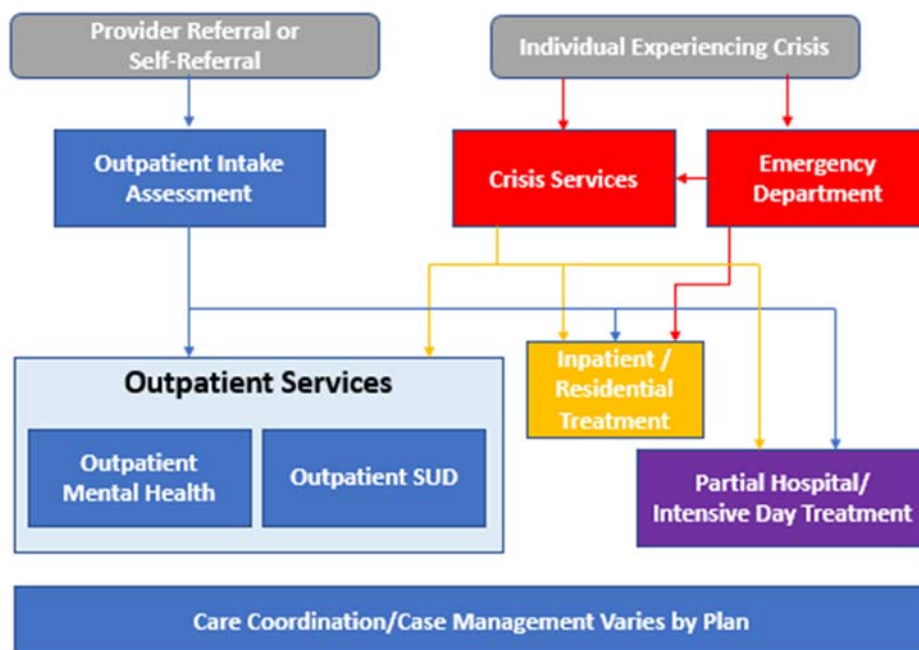 Provider Referral or
Self-Referral
Individual Experiencing Crisis
Outpatient Intake
Assessment
Crisis Services
Emergency
Department
Outpatient Services
Outpatient
Mental Health
Outpatient SUD
Inpatient /
Residential
Treatment
Partial Hospital/
Intensive Day Treatment
Care Coordination/Case Management Varies by Plan